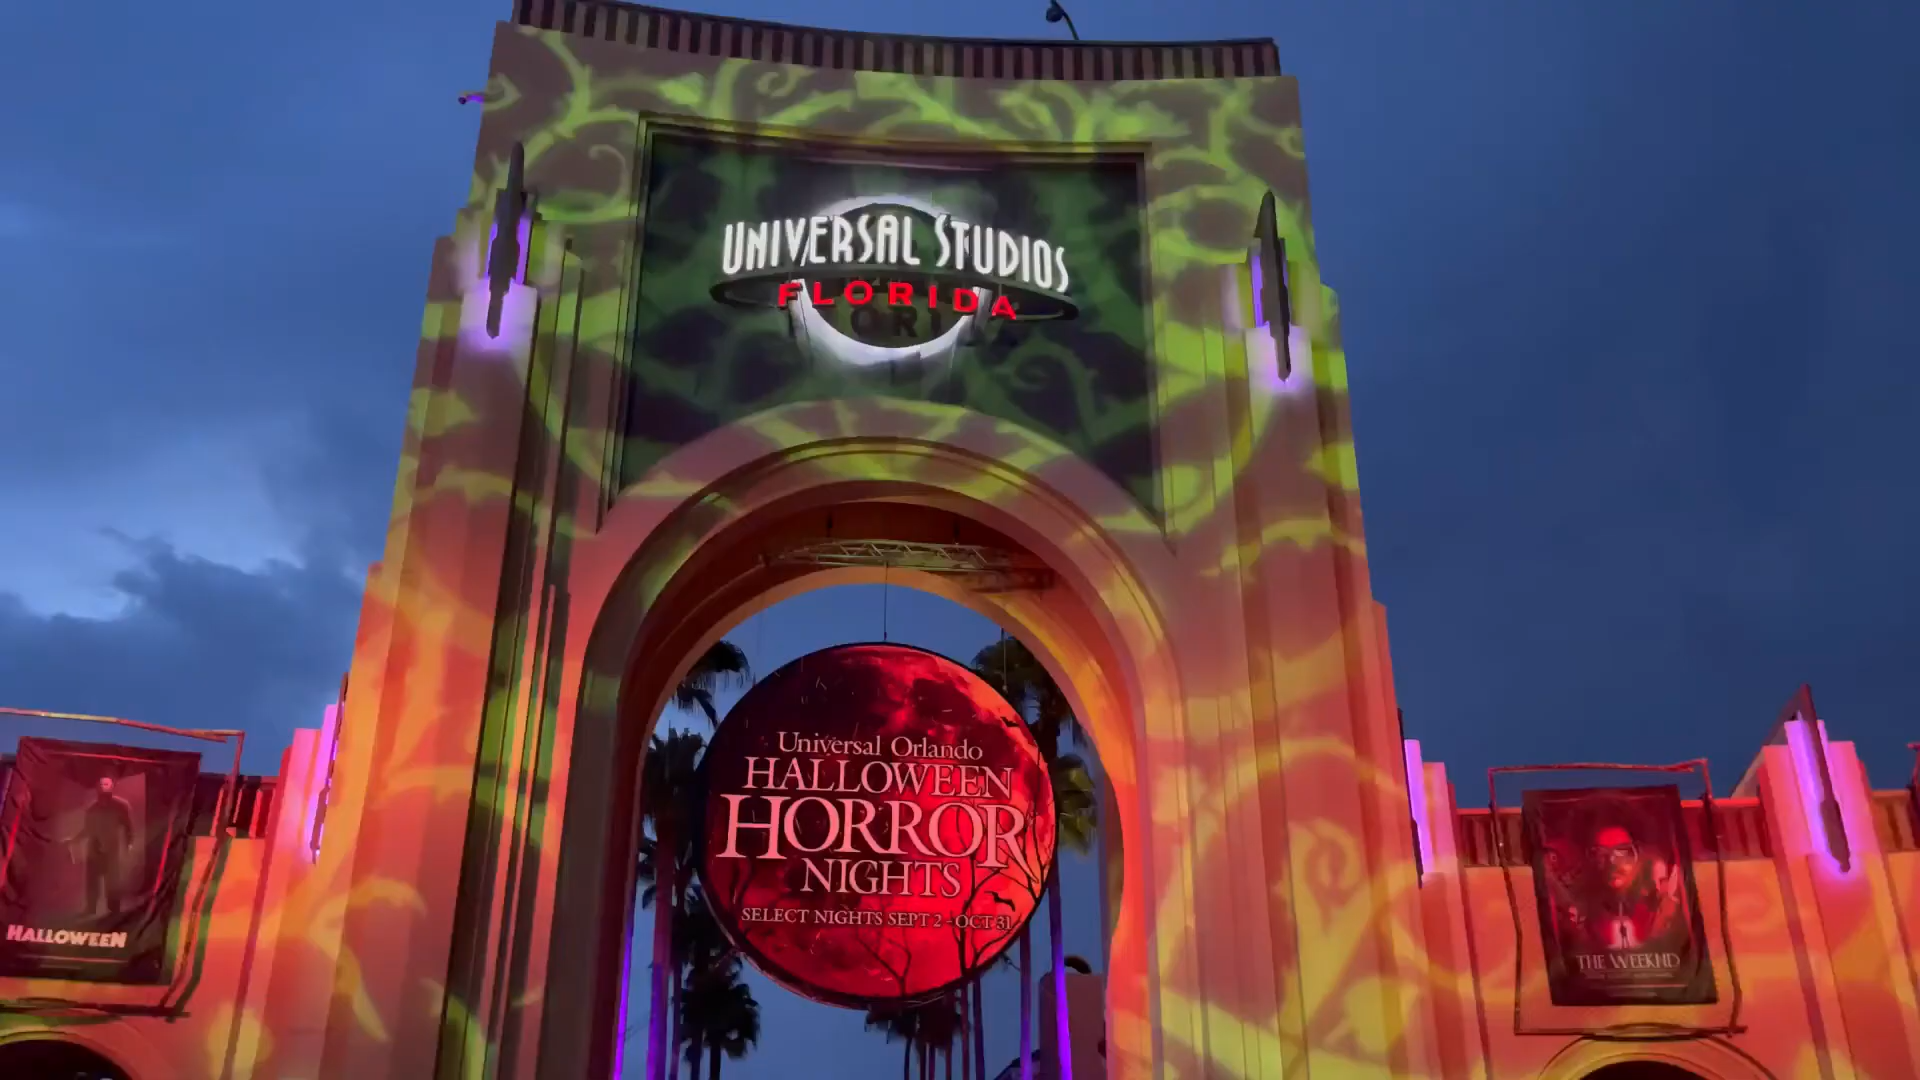 UNIVERSAL STUDIOS
FLORIDA
Universal Orlando
HALLOWEEN
HORROR
NIGHTS
SELECT NIGHTS SEPT 2 - OCT 31
HALLOWEEN
THE WEEKND